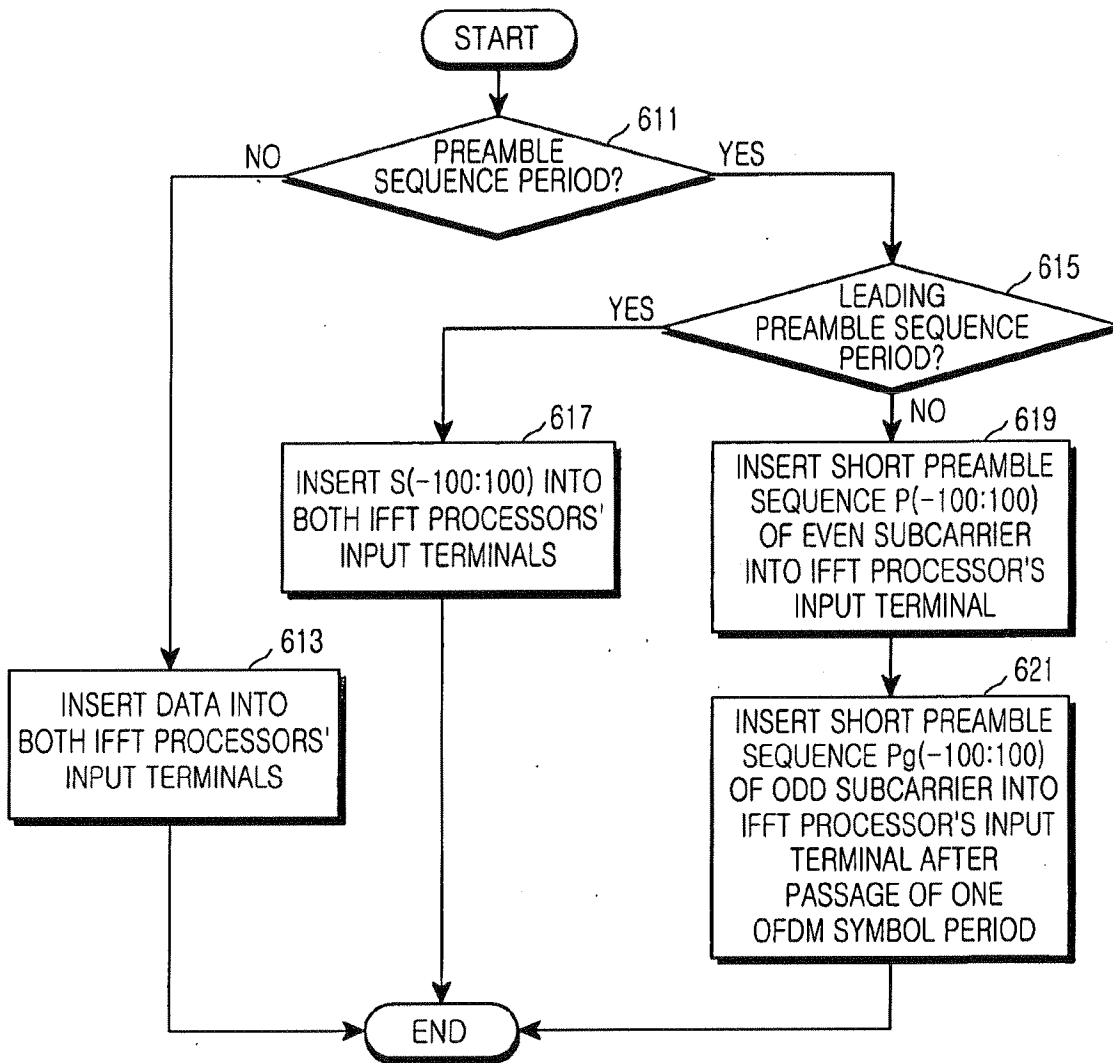 START
611
NO
PREAMBLE
SEQUENCE PERIOD?
YES
615
YES
LEADING
PREAMBLE SEQUENCE
PERIOD?
NO
617
INSERT S(-100:100) INTO
BOTH IFFT PROCESSORS'
INPUT TERMINALS
619
INSERT SHORT PREAMBLE
SEQUENCE P(-100:100)
OF EVEN SUBCARRIER
INTO IFFT PROCESSOR'S
INPUT TERMINAL
613
INSERT DATA INTO
BOTH IFFT PROCESSORS'
INPUT TERMINALS
621
INSERT SHORT PREAMBLE
SEQUENCE Pg(-100:100)
OF ODD SUBCARRIER INTO
IFFT PROCESSOR'S INPUT
TERMINAL AFTER
PASSAGE OF ONE
OFDM SYMBOL PERIOD
END